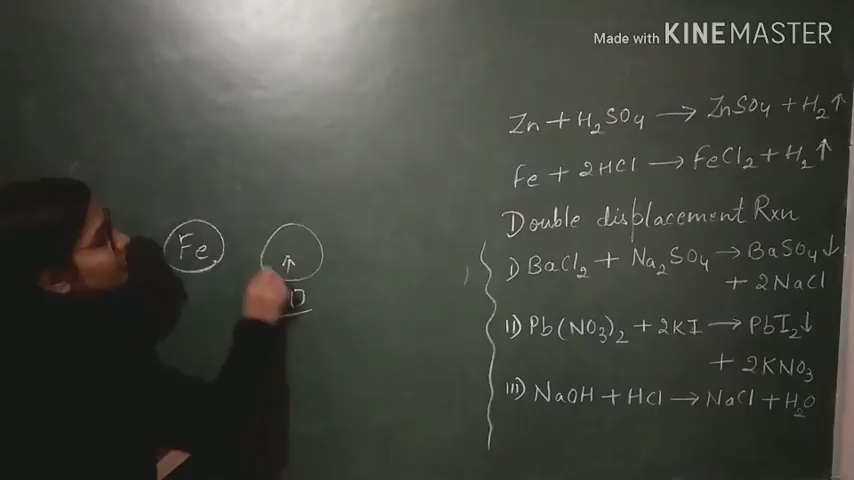 Made with KINEMASTER
Zn + H₂SO₄ → ZnSO₄ + H₂↑
Fe + 2HCl → FeCl₂ + H₂↑
Double displacement Rxn
i) BaCl₂ + Na₂SO₄ → BaSO₄↓
+ 2NaCl
ii) Pb(NO₃)₂ + 2KI → PbI₂↓
+ 2KNO₃
iii) NaOH + HCl → NaCl + H₂O
Fe
↑